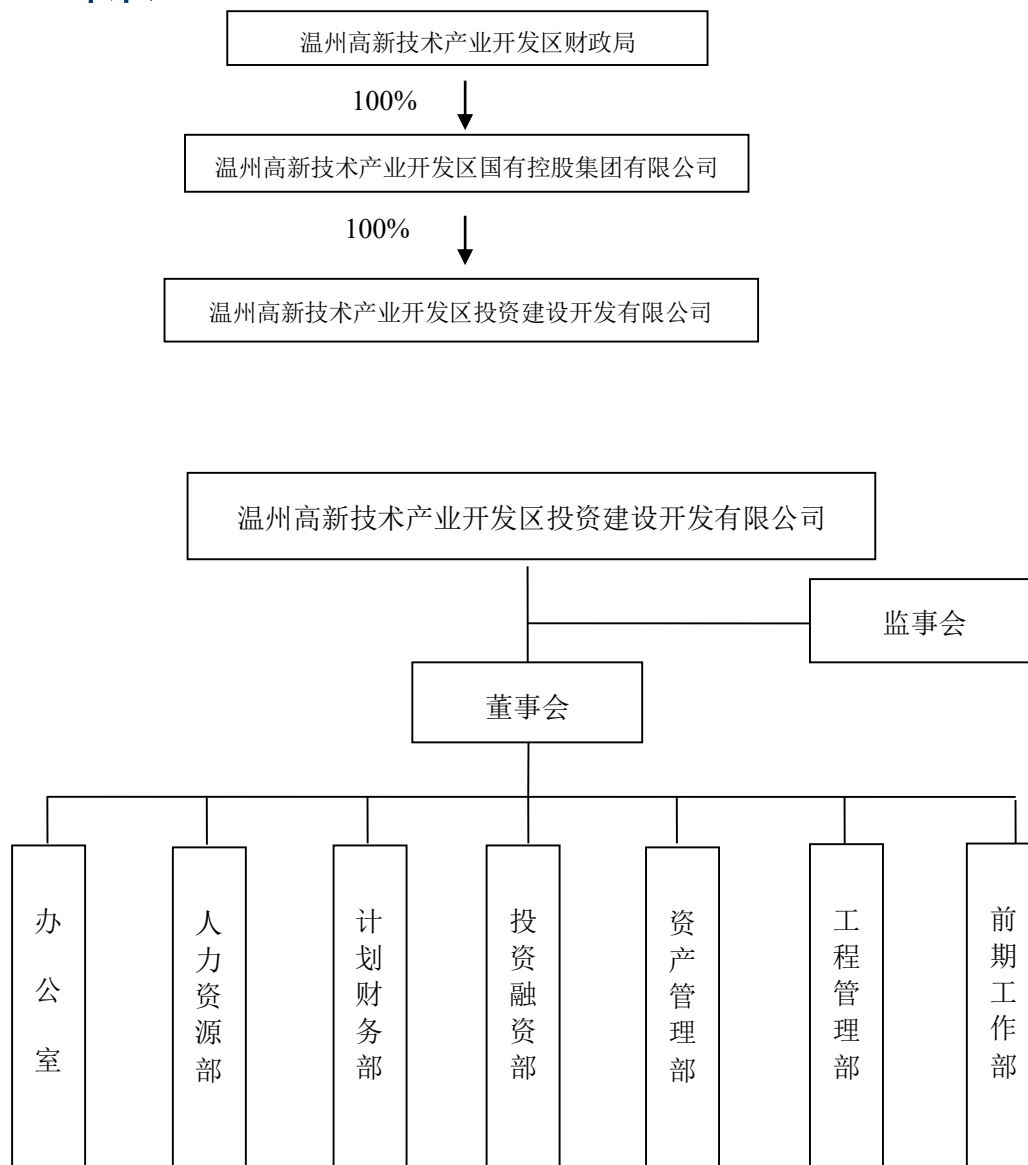 温州高新技术产业开发区财政局
100%
温州高新技术产业开发区国有控股集团有限公司
100%
温州高新技术产业开发区投资建设开发有限公司
温州高新技术产业开发区投资建设开发有限公司
监事会
董事会
办公室
人力资源部
计划财务部
投资融资部
资产管理部
工程管理部
前期工作部